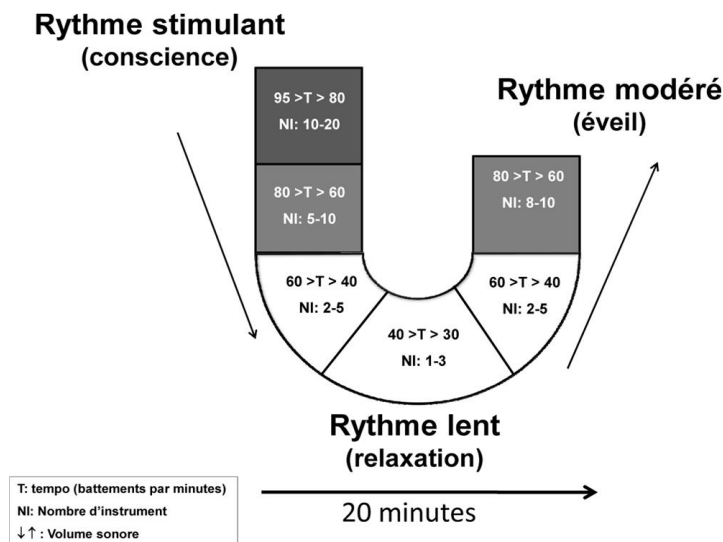 Rythme stimulant
(conscience)
95 >T > 80
NI: 10-20
80 >T > 60
NI: 5-10
60 >T > 40
NI: 2-5
40 >T > 30
NI: 1-3
60 >T > 40
NI: 2-5
80 >T > 60
NI: 8-10
Rythme modéré
(éveil)
Rythme lent
(relaxation)
20 minutes
T: tempo (battements par minutes)
NI: Nombre d’instrument
↓↑ : Volume sonore